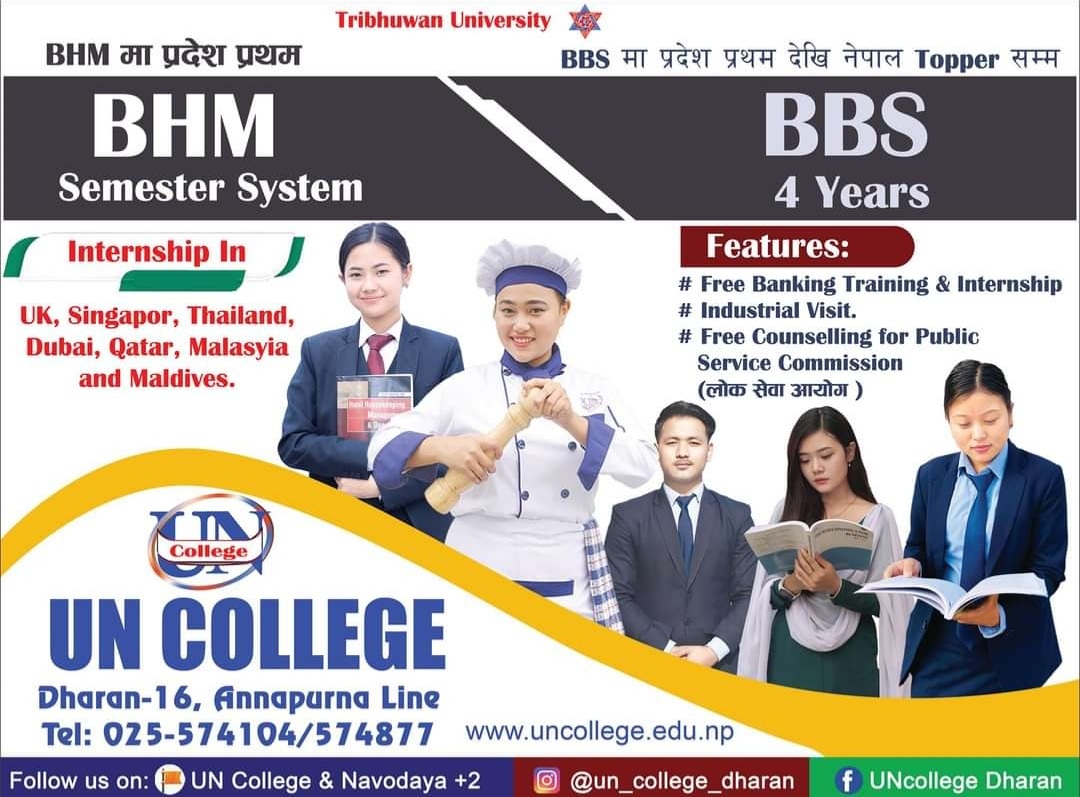 Tribhuwan University
BHM मा प्रदेश प्रथम
BBS मा प्रदेश प्रथम देखि नेपाल Topper सम्म
BHM
Semester System
BBS
4 Years
Internship In
UK, Singapor, Thailand,
Dubai, Qatar, Malasyia
and Maldives.
Features:
# Free Banking Training & Internship
# Industrial Visit.
# Free Counselling for Public
Service Commission
(लोक सेवा आयोग )
Hotel Housekeeping
UN
College
UN COLLEGE
Dharan-16, Annapurna Line
Tel: 025-574104/574877
www.uncollege.edu.np
Follow us on: UN College & Navodaya +2
@un_college_dharan
UNcollege Dharan